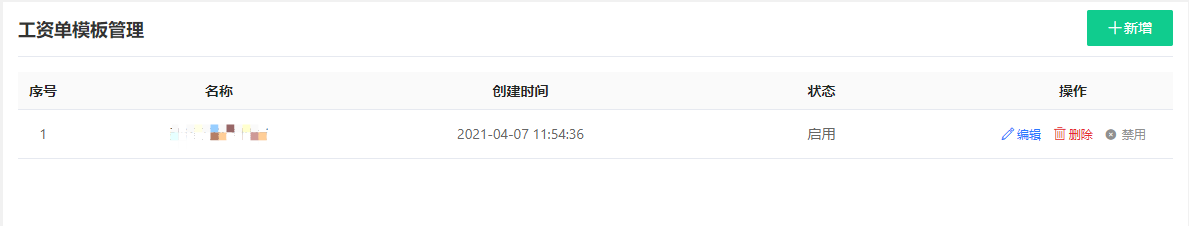 工资单模板管理
新增
序号 名称 创建时间 状态 操作
1 2021-04-07 11:54:36 启用 编辑 删除 禁用